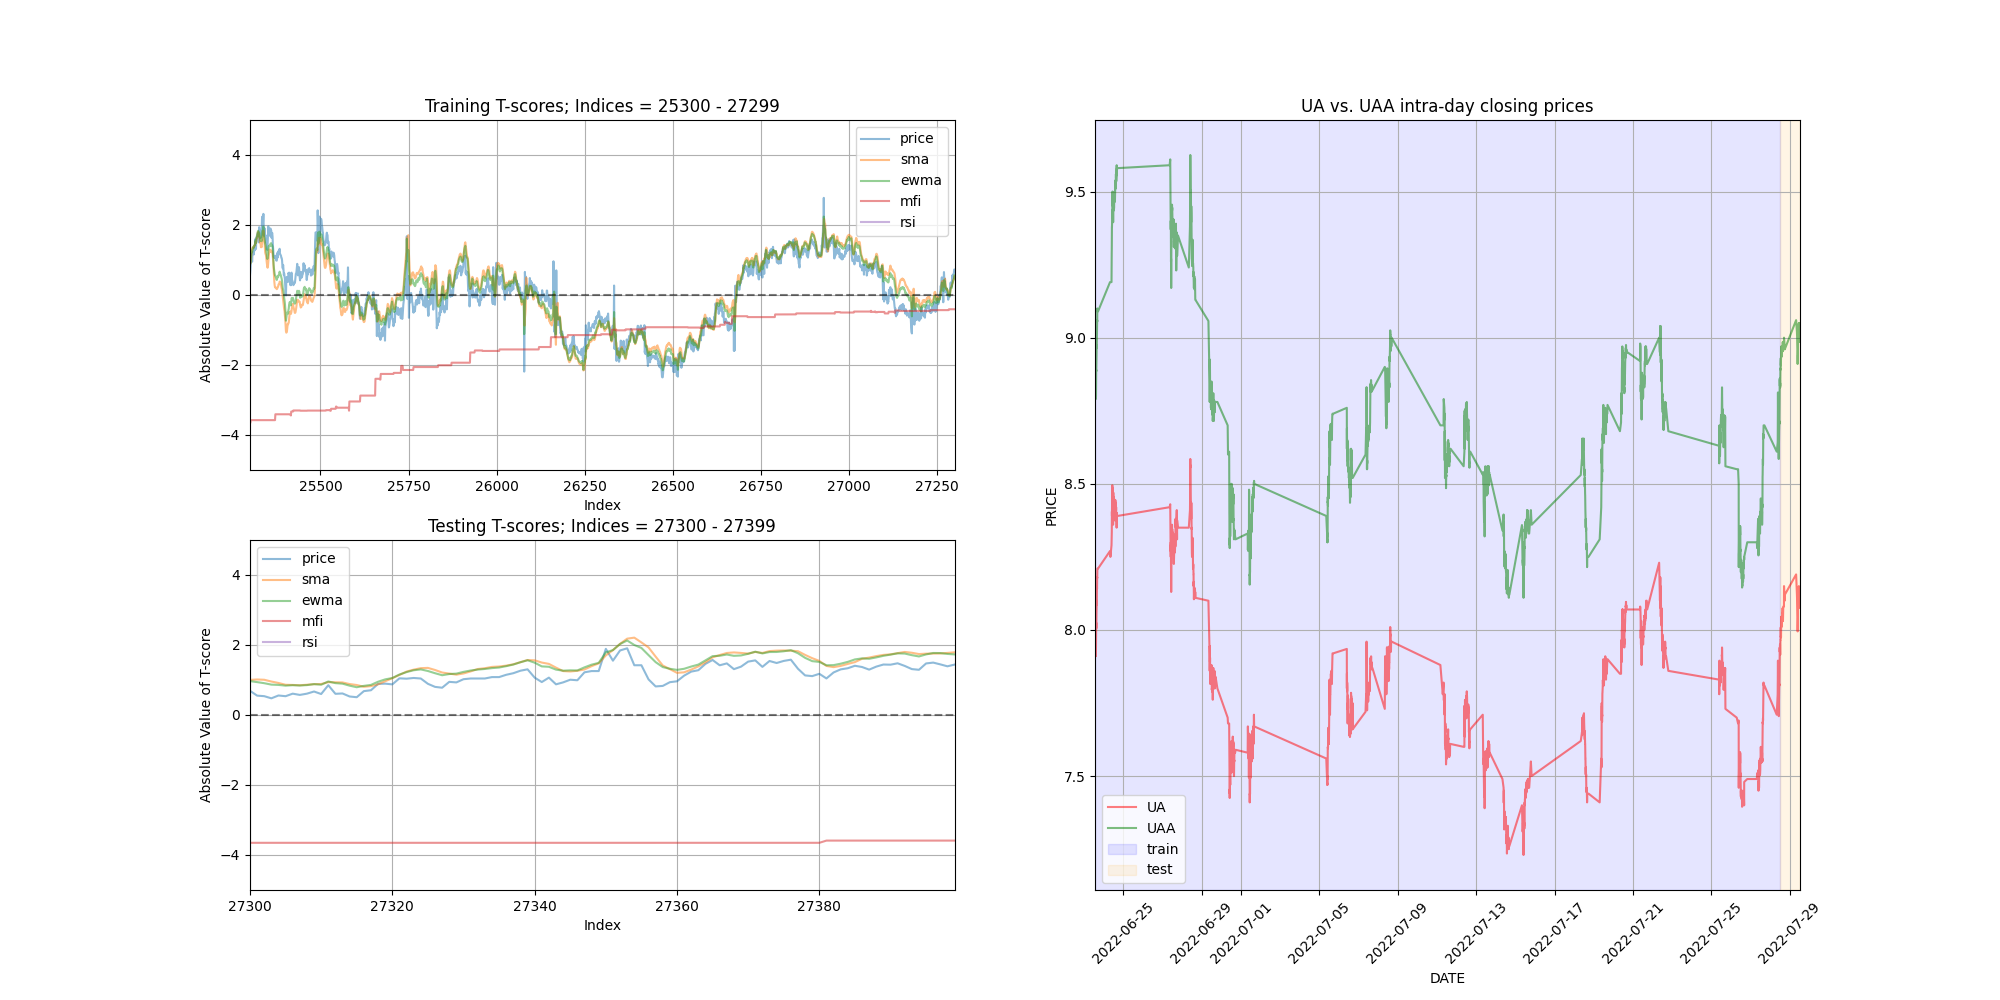 Training T-scores; Indices = 25300 - 27299
Absolute Value of T-score
4
2
0
−2
−4
25500 25750 26000 26250 26500 26750 27000 27250
Index
price
sma
ewma
mfi
rsi
Testing T-scores; Indices = 27300 - 27399
Absolute Value of T-score
4
2
0
−2
−4
27300 27320 27340 27360 27380
Index
price
sma
ewma
mfi
rsi
UA vs. UAA intra-day closing prices
PRICE
9.5
9.0
8.5
8.0
7.5
UA
UAA
train
test
2022-06-25 2022-06-29 2022-07-01 2022-07-05 2022-07-09 2022-07-13 2022-07-17 2022-07-21 2022-07-25 2022-07-29
DATE